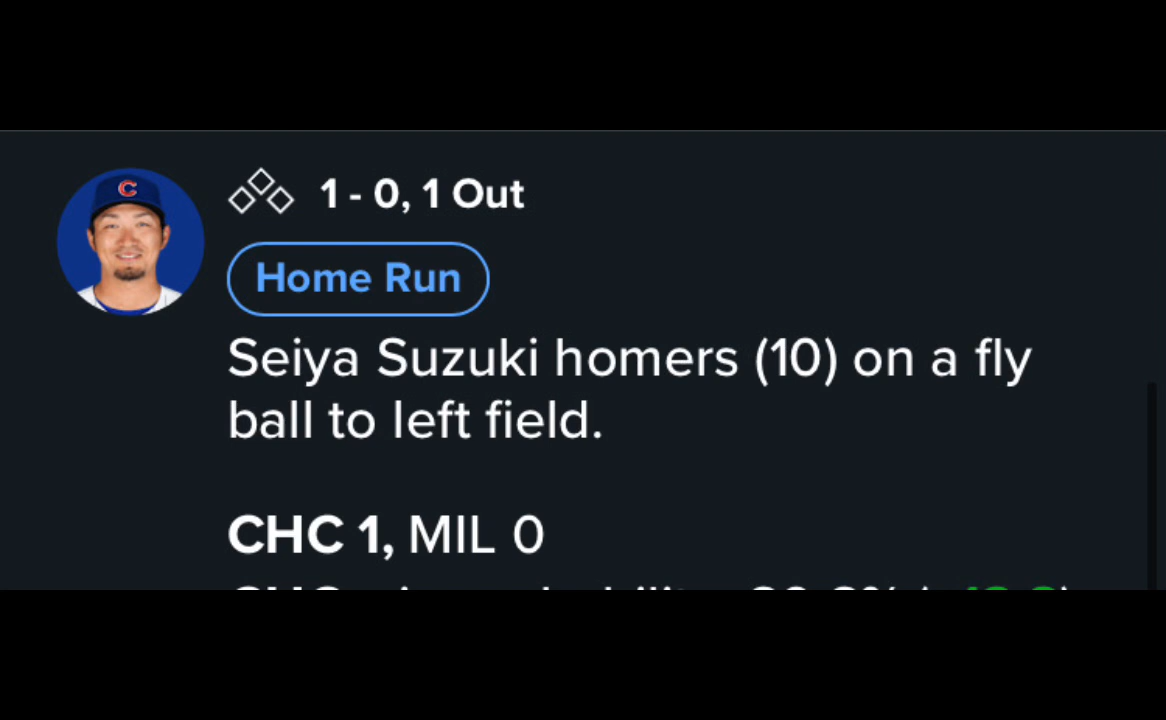 C
1 - 0, 1 Out
Home Run
Seiya Suzuki homers (10) on a fly
ball to left field.
CHC 1, MIL 0